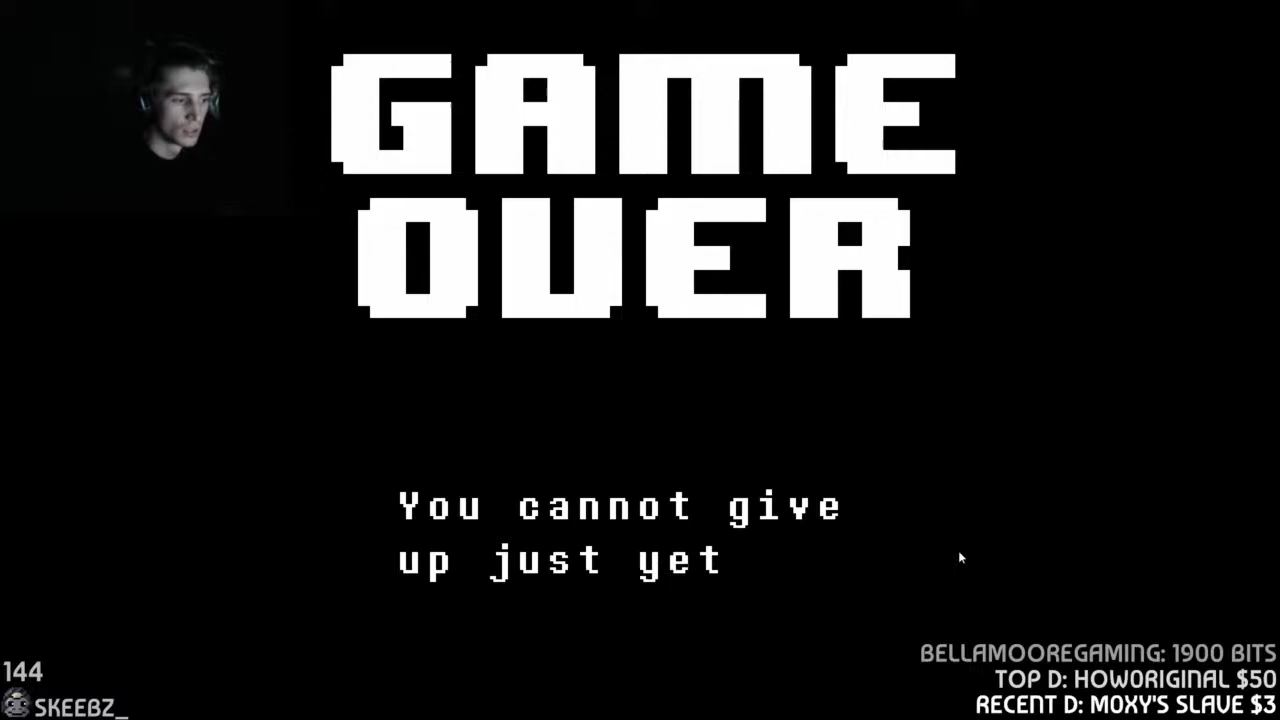 GAME
OVER
You cannot give
up just yet
144
SKEEBZ_
BELLAMOOREGAMING: 1900 BITS
TOP D: HOWORIGINAL $50
RECENT D: MOXY'S SLAVE $3